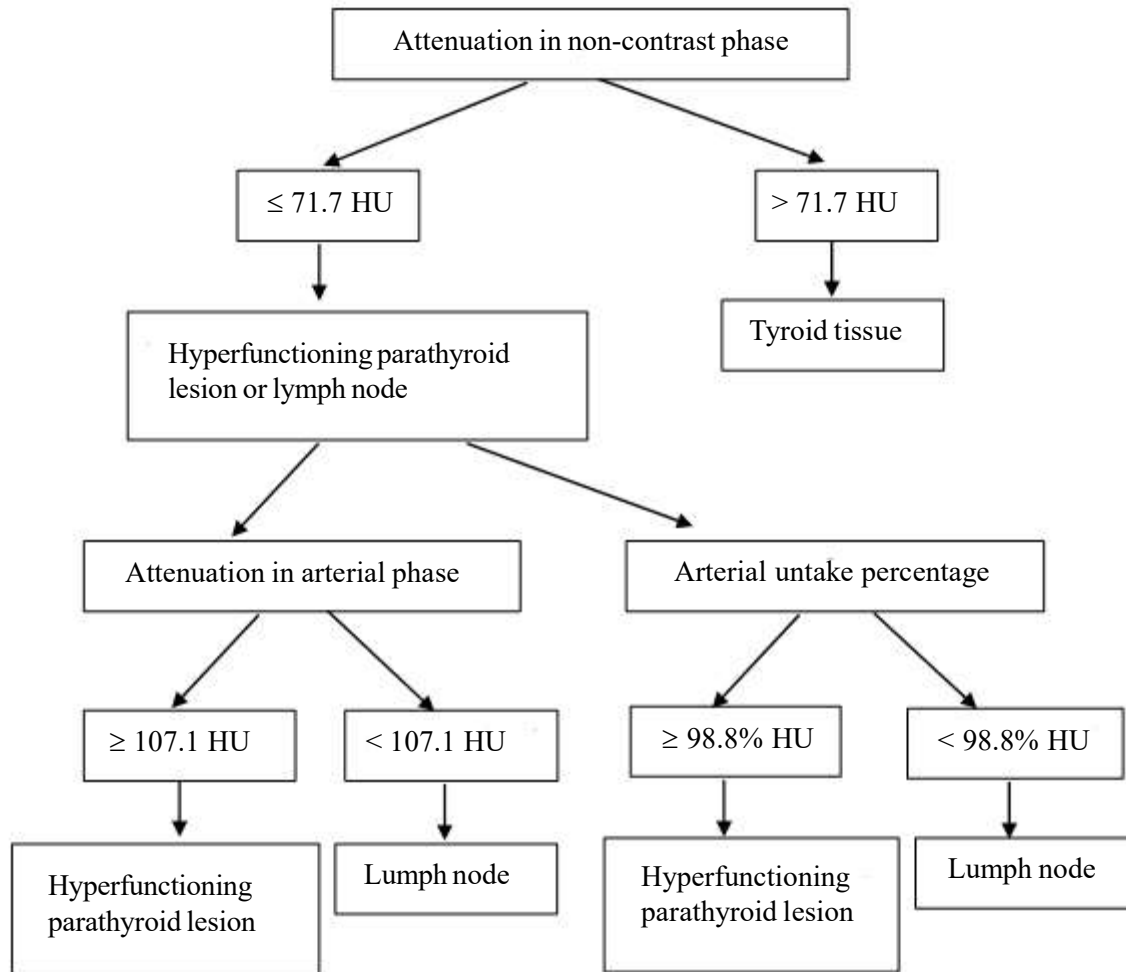 Attenuation in non-contrast phase
≤ 71.7 HU
> 71.7 HU
Tyroid tissue
Hyperfunctioning parathyroid
lesion or lymph node
Attenuation in arterial phase
Arterial untake percentage
≥ 107.1 HU
< 107.1 HU
≥ 98.8% HU
< 98.8% HU
Hyperfunctioning
parathyroid lesion
Lumph node
Hyperfunctioning
parathyroid lesion
Lumph node